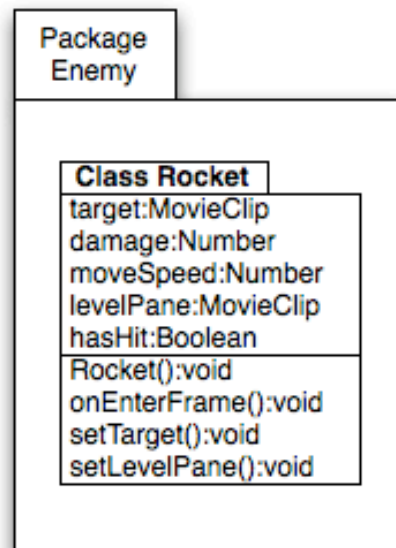 Package
Enemy
Class Rocket
target:MovieClip
damage:Number
moveSpeed:Number
levelPane:MovieClip
hasHit:Boolean
Rocket():void
onEnterFrame():void
setTarget():void
setLevelPane():void